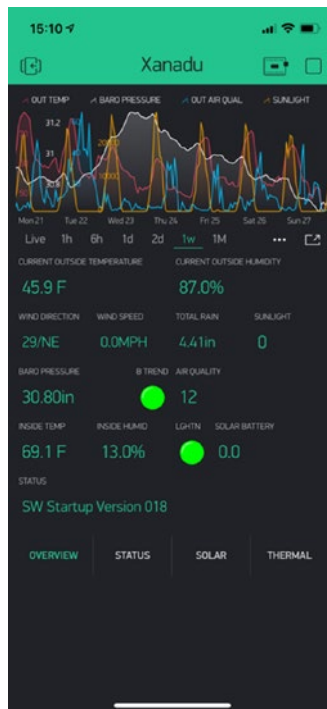 15:10
Xanadu
OUT TEMP BARO PRESSURE OUT AIR QUAL SUNLIGHT
31.2
31
30.8
10000
Mon 21 Tue 22 Wed 23 Thu 24 Fri 25 Sat 26 Sun 27
Live 1h 6h 1d 2d 1w 1M ...
CURRENT OUTSIDE TEMPERATURE CURRENT OUTSIDE HUMIDITY
45.9 F 87.0%
WIND DIRECTION WIND SPEED TOTAL RAIN SUNLIGHT
29/NE 0.0MPH 4.41in 0
BARO PRESSURE B TREND AIR QUALITY
30.80in 12
INSIDE TEMP INSIDE HUMID LGHTN SOLAR BATTERY
69.1 F 13.0% 0.0
STATUS
SW Startup Version 018
OVERVIEW STATUS SOLAR THERMAL